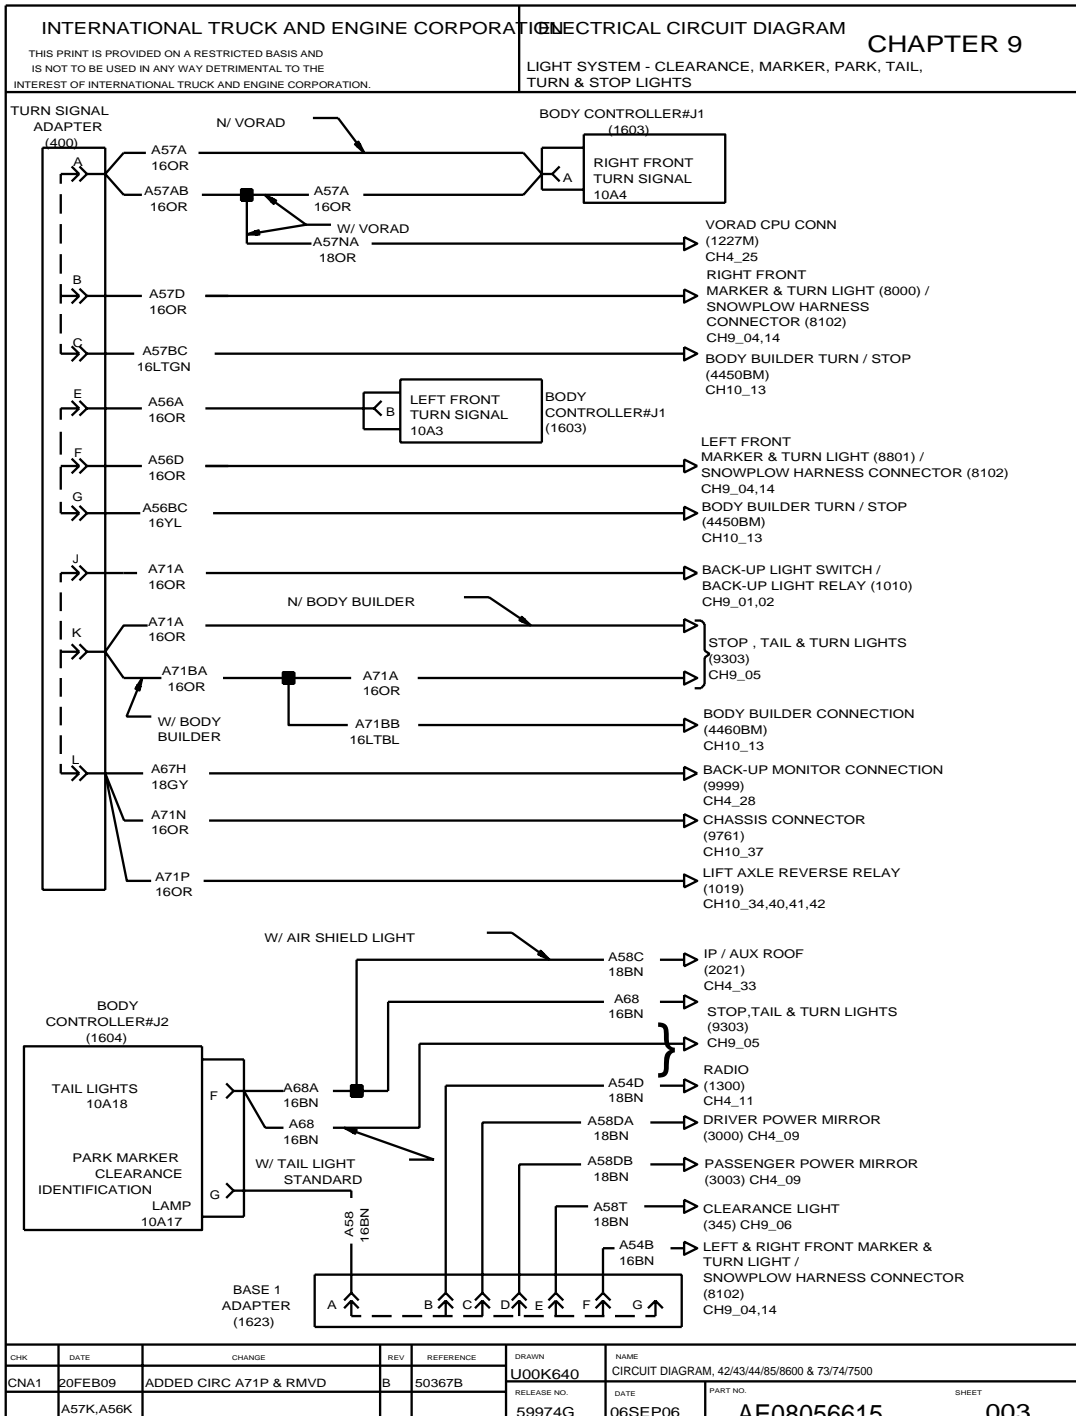 INTERNATIONAL TRUCK AND ENGINE CORPORATION
ELECTRICAL CIRCUIT DIAGRAM
CHAPTER 9
THIS PRINT IS PROVIDED ON A RESTRICTED BASIS AND
IS NOT TO BE USED IN ANY WAY DETRIMENTAL TO THE
INTEREST OF INTERNATIONAL TRUCK AND ENGINE CORPORATION.
LIGHT SYSTEM - CLEARANCE, MARKER, PARK, TAIL,
TURN & STOP LIGHTS
TURN SIGNAL
ADAPTER
(400)
N/ VORAD
BODY CONTROLLER#J1
(1603)
A
A57A
16OR
A
RIGHT FRONT
TURN SIGNAL
10A4
A57AB
16OR
A57A
16OR
W/ VORAD
A57NA
18OR
VORAD CPU CONN
(1227M)
CH4_25
B
A57D
16OR
RIGHT FRONT
MARKER & TURN LIGHT (8000) /
SNOWPLOW HARNESS
CONNECTOR (8102)
CH9_04,14
C
A57BC
16LTGN
BODY BUILDER TURN / STOP
(4450BM)
CH10_13
E
A56A
16OR
B
LEFT FRONT
TURN SIGNAL
10A3
BODY
CONTROLLER#J1
(1603)
F
A56D
16OR
LEFT FRONT
MARKER & TURN LIGHT (8801) /
SNOWPLOW HARNESS CONNECTOR (8102)
CH9_04,14
G
A56BC
16YL
BODY BUILDER TURN / STOP
(4450BM)
CH10_13
J
A71A
16OR
BACK-UP LIGHT SWITCH /
BACK-UP LIGHT RELAY (1010)
CH9_01,02
N/ BODY BUILDER
K
A71A
16OR
STOP , TAIL & TURN LIGHTS
(9303)
CH9_05
A71BA
16OR
A71A
16OR
W/ BODY
BUILDER
A71BB
16LTBL
BODY BUILDER CONNECTION
(4460BM)
CH10_13
L
A67H
18GY
BACK-UP MONITOR CONNECTION
(9999)
CH4_28
A71N
16OR
CHASSIS CONNECTOR
(9761)
CH10_37
A71P
16OR
LIFT AXLE REVERSE RELAY
(1019)
CH10_34,40,41,42
W/ AIR SHIELD LIGHT
A58C
18BN
IP / AUX ROOF
(2021)
CH4_33
BODY
CONTROLLER#J2
(1604)
A68
16BN
STOP,TAIL & TURN LIGHTS
(9303)
CH9_05
}
TAIL LIGHTS
10A18
F
A68A
16BN
A54D
18BN
RADIO
(1300)
CH4_11
A68
16BN
A58DA
18BN
DRIVER POWER MIRROR
(3000) CH4_09
PARK MARKER
CLEARANCE
IDENTIFICATION
LAMP
10A17
W/ TAIL LIGHT
STANDARD
G
A58DB
18BN
PASSENGER POWER MIRROR
(3003) CH4_09
A58
16BN
A58T
18BN
CLEARANCE LIGHT
(345) CH9_06
A54B
16BN
LEFT & RIGHT FRONT MARKER &
TURN LIGHT /
SNOWPLOW HARNESS CONNECTOR
(8102)
CH9_04,14
BASE 1
ADAPTER
(1623)
A B C D E F G
CHK DATE CHANGE REV REFERENCE DRAWN NAME
CNA1 20FEB09 ADDED CIRC A71P & RMVD B 50367B U00K640 CIRCUIT DIAGRAM, 42/43/44/85/8600 & 73/74/7500
A57K,A56K
RELEASE NO. DATE PART NO. SHEET
59974G 06SEP06 AE08056615 003